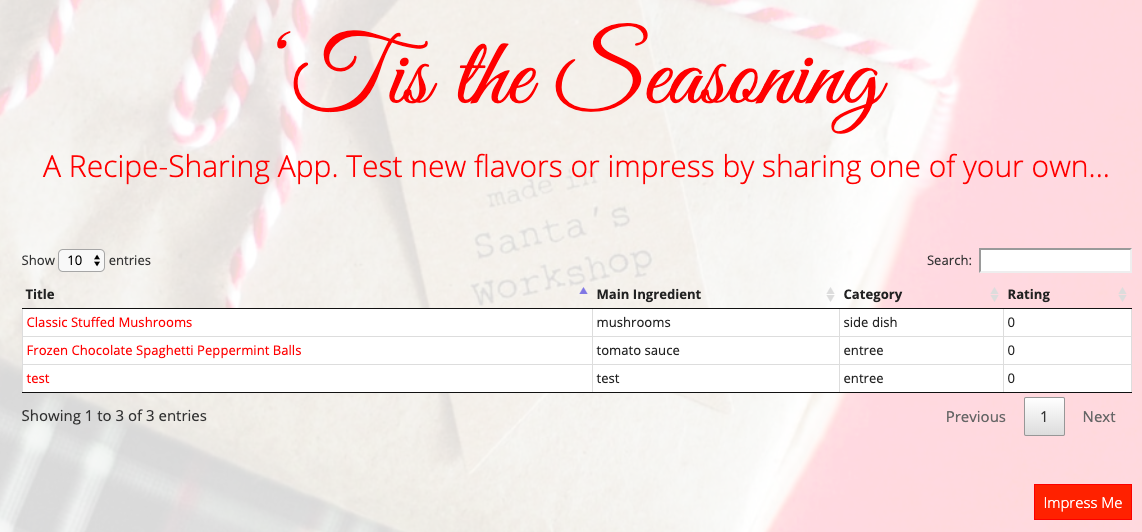 ‘Tis the Seasoning
A Recipe-Sharing App. Test new flavors or impress by sharing one of your own...
made in
Santa's
Workshop
Show 10 entries Search:
Title Main Ingredient Category Rating
Classic Stuffed Mushrooms mushrooms side dish 0
Frozen Chocolate Spaghetti Peppermint Balls tomato sauce entree 0
test test entree 0
Showing 1 to 3 of 3 entries Previous 1 Next
Impress Me